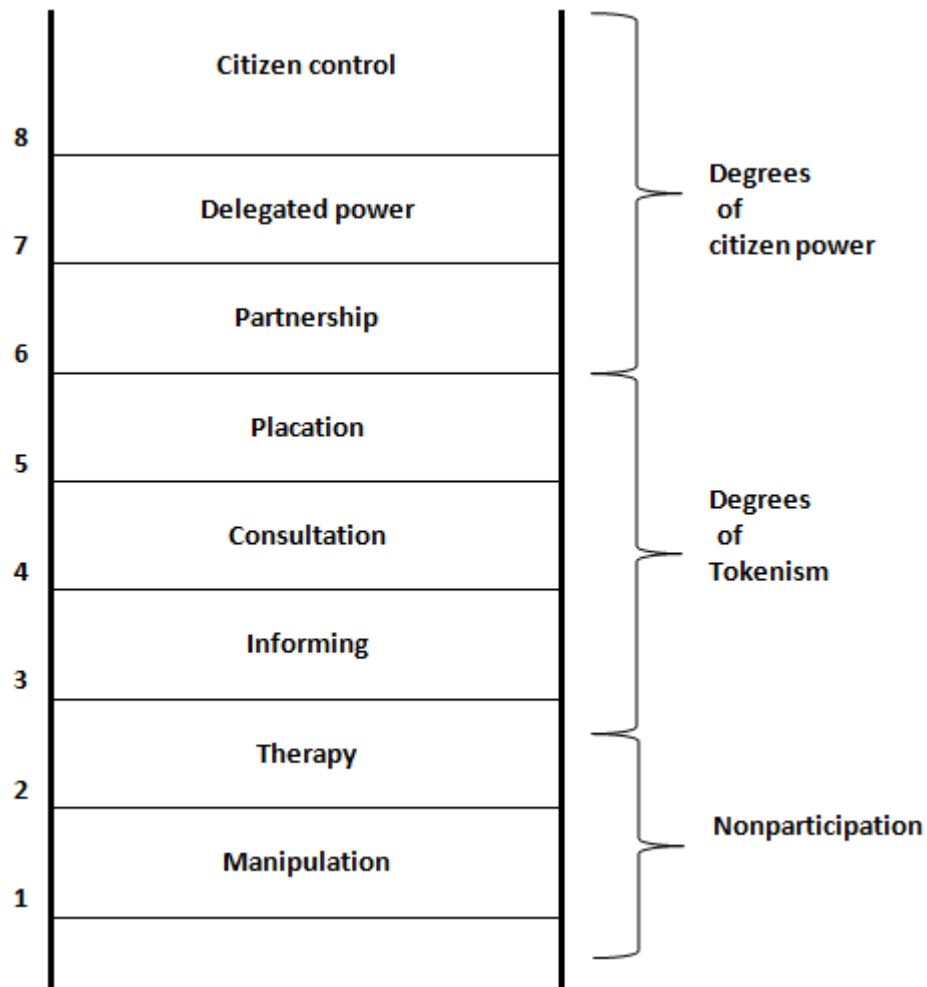 Citizen control
8
Degrees
of
citizen power
Delegated power
7
Partnership
6
Placation
5
Degrees
of
Tokenism
Consultation
4
Informing
3
Therapy
2
Nonparticipation
Manipulation
1